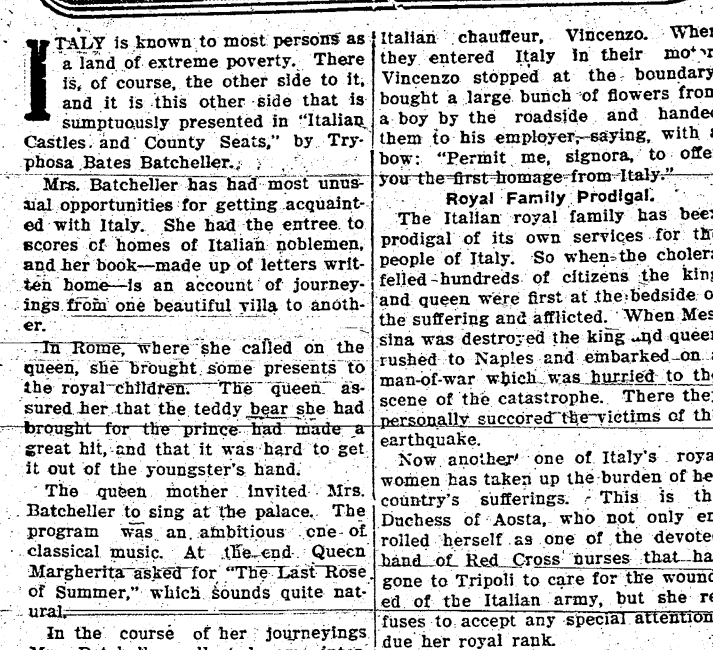 ITALY is known to most persons as
a land of extreme poverty. There
is, of course, the other side to it,
and it is this other side that is
sumptuously presented in "Italian
Castles and County Seats," by Try-
phosa Bates Batcheller.
Mrs. Batcheller has had most unus-
ual opportunities for getting acquaint-
ed with Italy. She had the entree to
scores of homes of Italian noblemen,
and her book—made up of letters writ-
ten home—is an account of journey-
ings from one beautiful villa to anoth-
er.
In Rome, where she called on the
queen, she brought some presents to
the royal children. The queen as-
sured her that the teddy bear she had
brought for the prince had made a
great hit, and that it was hard to get
it out of the youngster's hand.
The queen mother invited Mrs.
Batcheller to sing at the palace. The
program was an ambitious one of
classical music. At the end Queen
Margherita asked for "The Last Rose
of Summer," which sounds quite nat-
ural.
In the course of her journeyings
Mrs. Batcheller
Italian chauffeur, Vincenzo. When
they entered Italy in their motor
Vincenzo stopped at the boundary
bought a large bunch of flowers from
a boy by the roadside and handed
them to his employer, saying, with a
bow: "Permit me, signora, to offe
you the first homage from Italy."
Royal Family Prodigal.
The Italian royal family has been
prodigal of its own services for the
people of Italy. So when the cholera
felled hundreds of citizens the king
and queen were first at the bedside o
the suffering and afflicted. When Mes
sina was destroyed the king and queen
rushed to Naples and embarked on a
man-of-war which was hurried to the
scene of the catastrophe. There they
personally succored the victims of th
earthquake.
Now another one of Italy's roya
women has taken up the burden of he
country's sufferings. This is th
Duchess of Aosta, who not only en
rolled herself as one of the devote
band of Red Cross nurses that ha
gone to Tripoli to care for the wound
ed of the Italian army, but she re
fuses to accept any special attention
due her royal rank.